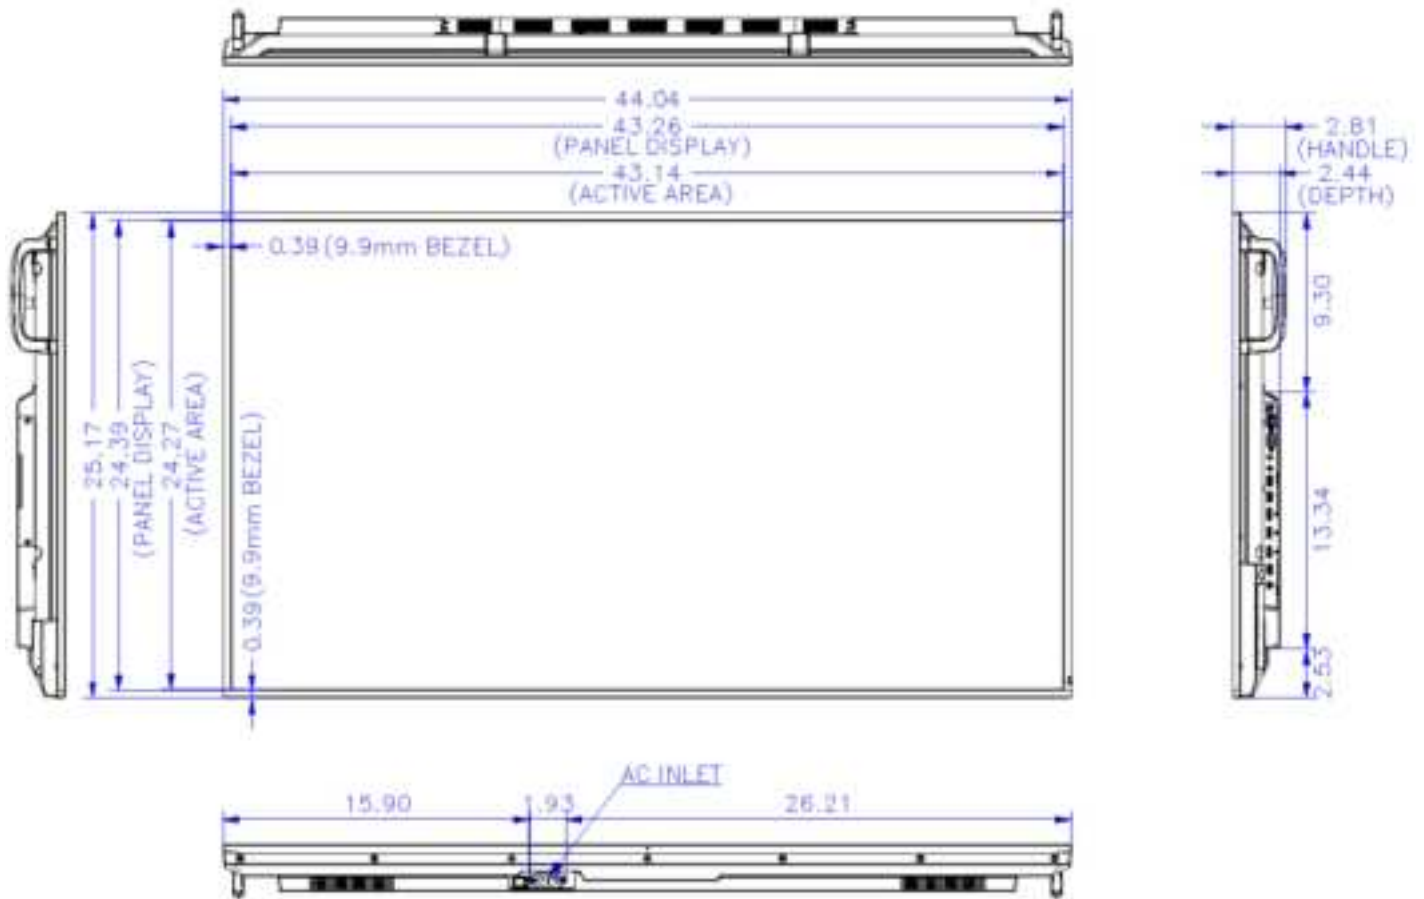 44.04
43.26
(PANEL DISPLAY)
43.14
(ACTIVE AREA)
2.81
(HANDLE)
2.44
(DEPTH)
0.39(9.9mm BEZEL)
25.17
24.39
(PANEL DISPLAY)
24.27
(ACTIVE AREA)
0.39(9.9mm BEZEL)
9.30
13.34
2.53
AC INLET
15.90
1.93
26.21